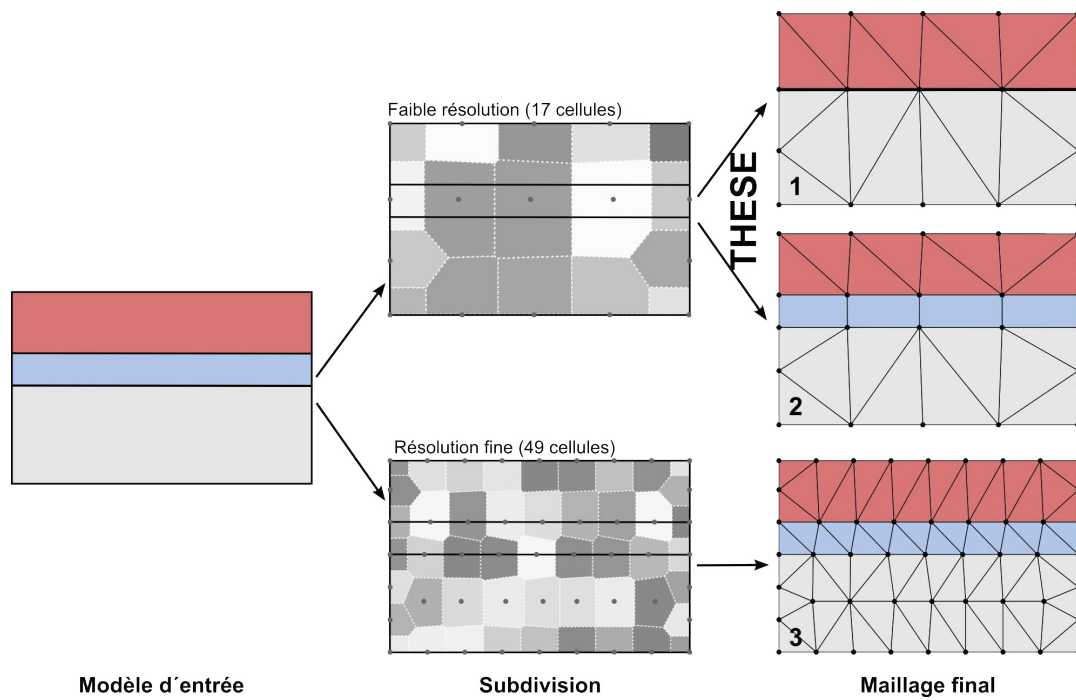 Faible résolution (17 cellules)
THESE
1
2
Résolution fine (49 cellules)
3
Modèle d´entrée
Subdivision
Maillage final